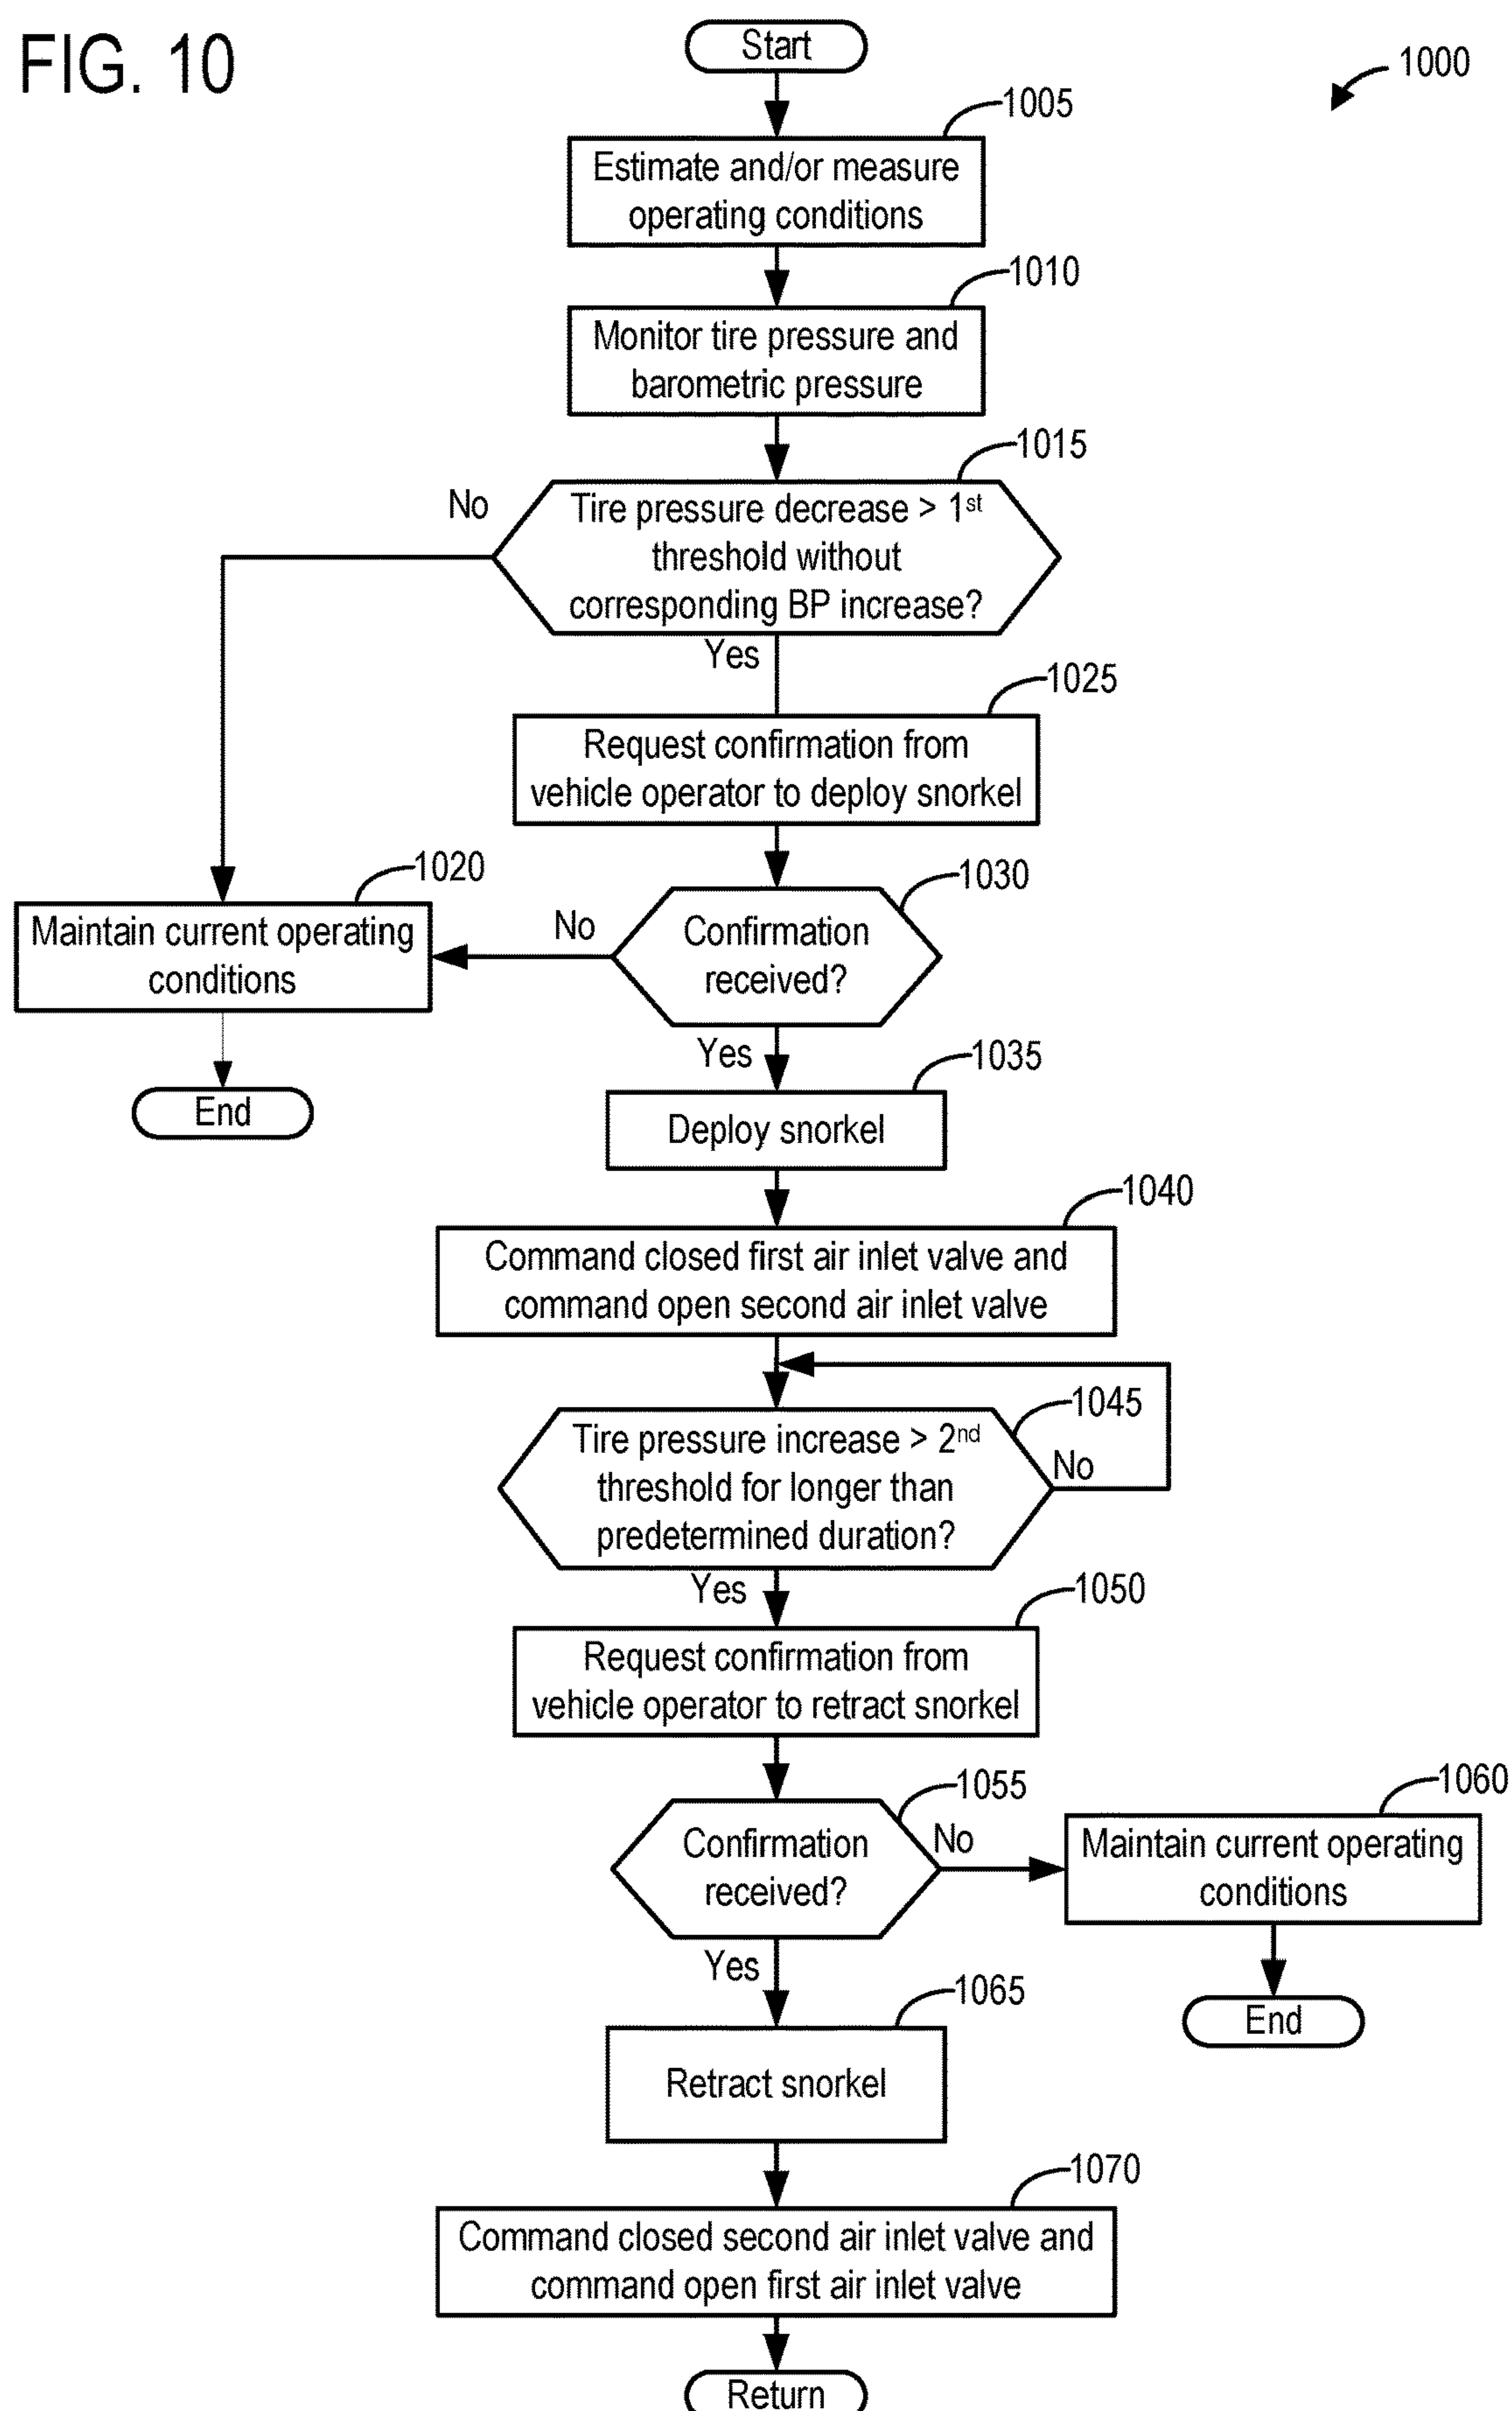 FIG. 10
Start
1000
1005
Estimate and/or measure
operating conditions
1010
Monitor tire pressure and
barometric pressure
1015
No
Tire pressure decrease > 1st
threshold without
corresponding BP increase?
Yes
1025
Request confirmation from
vehicle operator to deploy snorkel
1020
Maintain current operating
conditions
End
1030
No
Confirmation
received?
Yes
1035
Deploy snorkel
1040
Command closed first air inlet valve and
command open second air inlet valve
1045
Tire pressure increase > 2nd
threshold for longer than
predetermined duration?
No
Yes
1050
Request confirmation from
vehicle operator to retract snorkel
1055
Confirmation
received?
No
1060
Maintain current operating
conditions
End
Yes
1065
Retract snorkel
1070
Command closed second air inlet valve and
command open first air inlet valve
Return